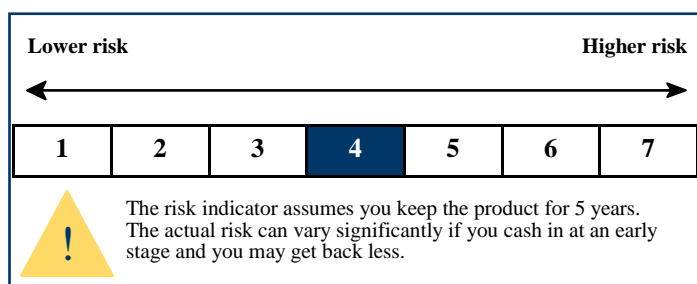 Lower risk Higher risk
1 2 3 4 5 6 7
The risk indicator assumes you keep the product for 5 years.
The actual risk can vary significantly if you cash in at an early
stage and you may get back less.
!